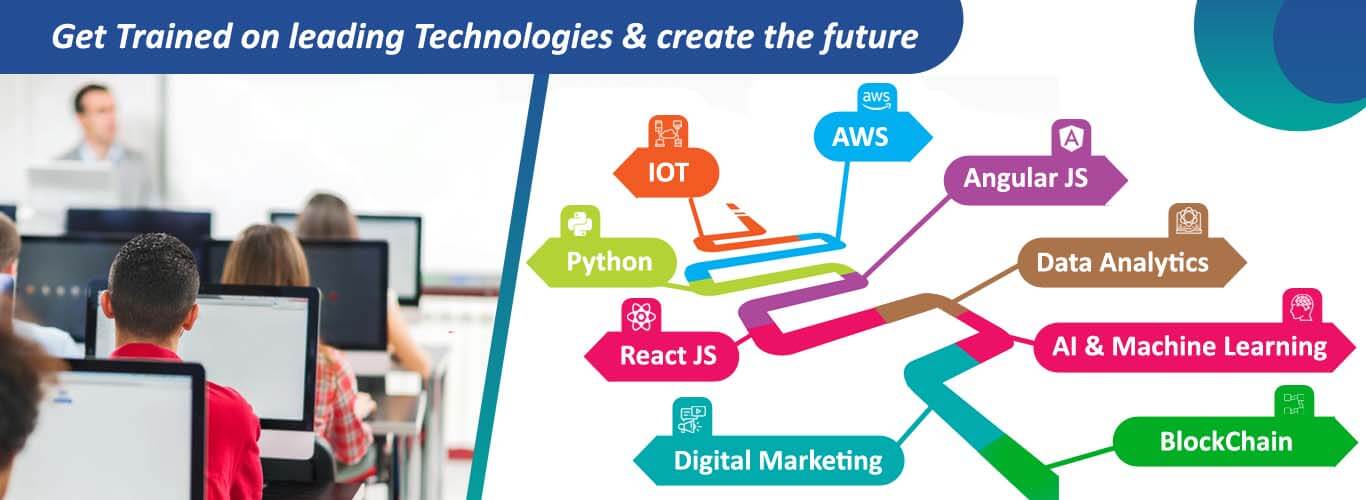 Get Trained on leading Technologies & create the future
aws
AWS
IOT
Angular JS
Python
Data Analytics
React JS
AI & Machine Learning
Digital Marketing
BlockChain